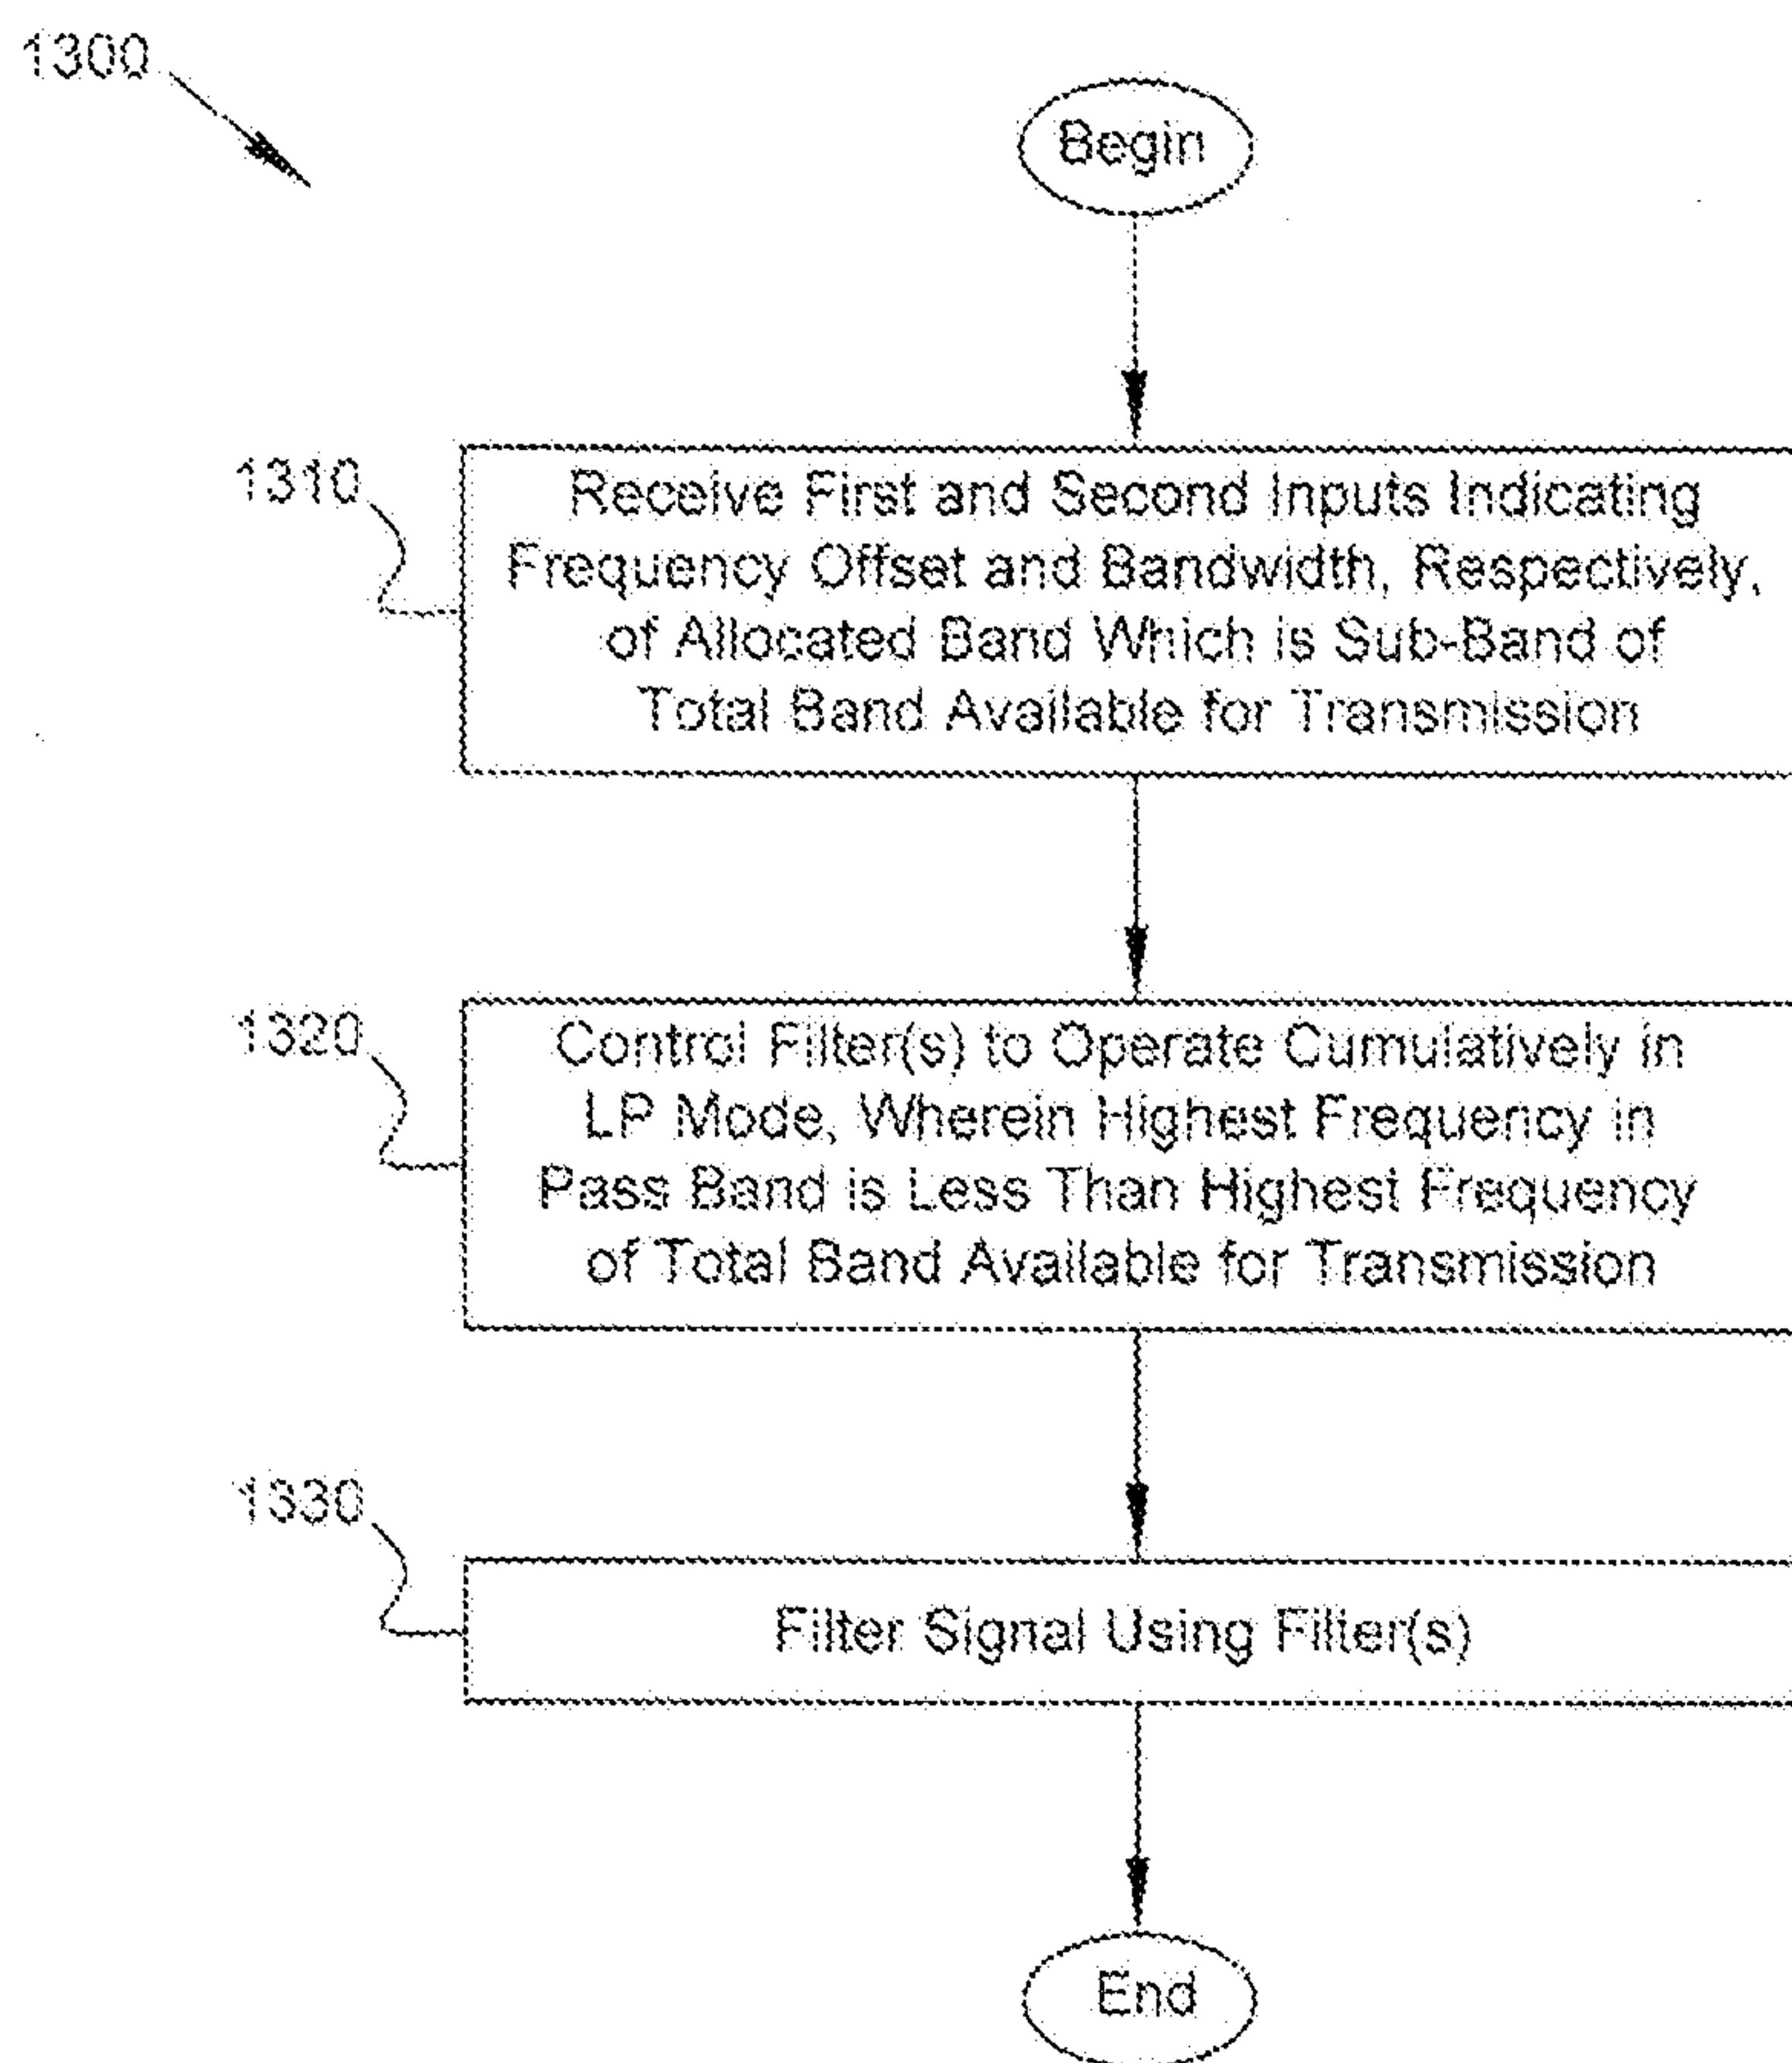 1300
Begin
1310
Receive First and Second Inputs Indicating
Frequency Offset and Bandwidth, Respectively,
of Allocated Band Which is Sub-Band of
Total Band Available for Transmission
1320
Control Filter(s) to Operate Cumulatively in
LP Mode, Wherein Highest Frequency in
Pass Band is Less Than Highest Frequency
of Total Band Available for Transmission
1330
Filter Signal Using Filter(s)
End